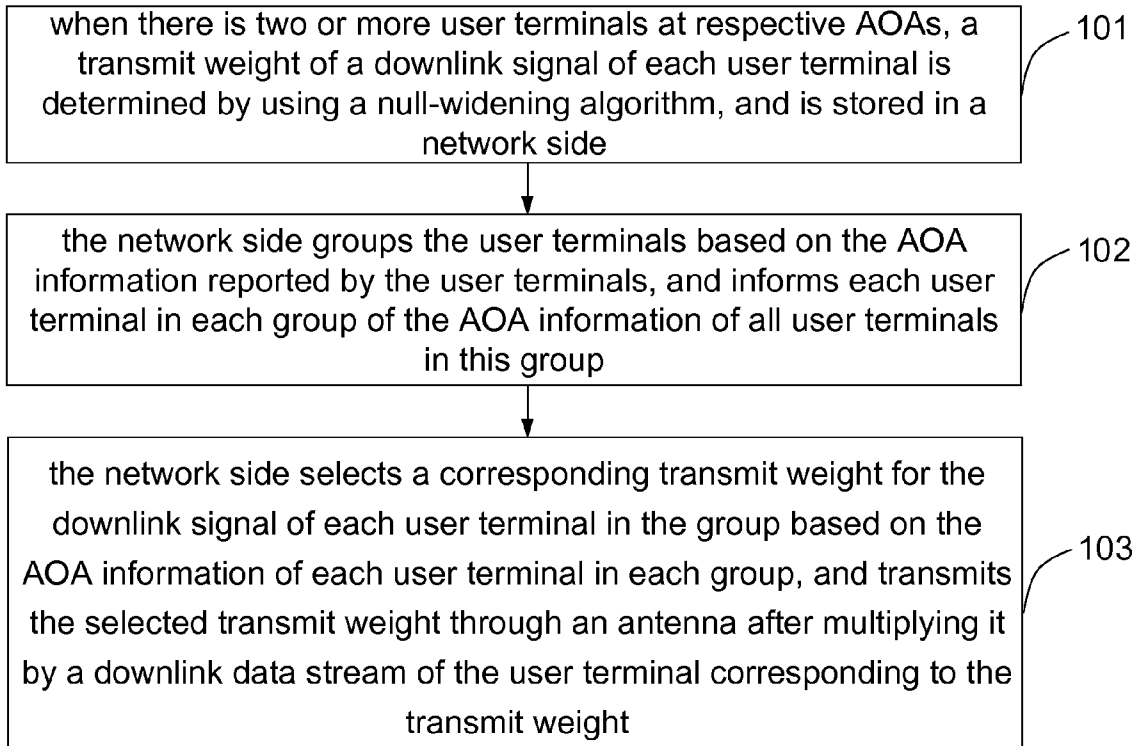 when there is two or more user terminals at respective AOAs, a
transmit weight of a downlink signal of each user terminal is
determined by using a null-widening algorithm, and is stored in a
network side
101
the network side groups the user terminals based on the AOA
information reported by the user terminals, and informs each user
terminal in each group of the AOA information of all user terminals
in this group
102
the network side selects a corresponding transmit weight for the
downlink signal of each user terminal in the group based on the
AOA information of each user terminal in each group, and transmits
the selected transmit weight through an antenna after multiplying it
by a downlink data stream of the user terminal corresponding to the
transmit weight
103